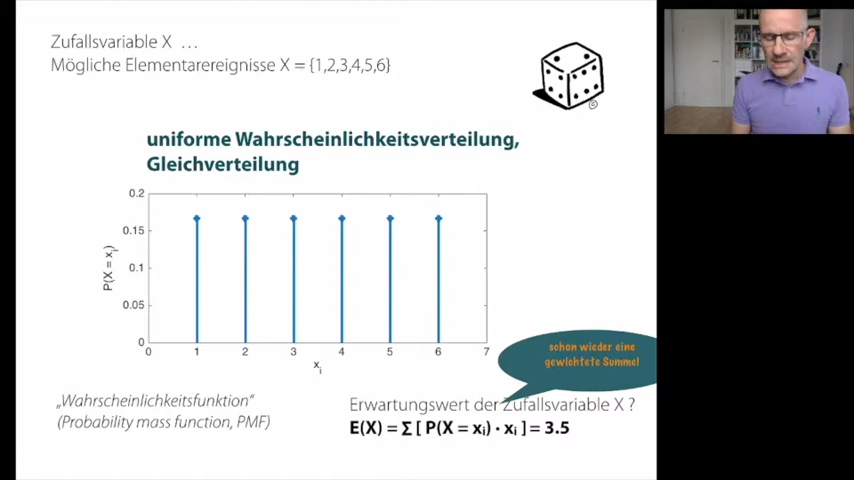 Zufallsvariable X …
Mögliche Elementarereignisse X = {1,2,3,4,5,6}
uniforme Wahrscheinlichkeitsverteilung,
Gleichverteilung
0.2
0.15
0.1
0.05
0
P(X = xᵢ)
0 1 2 3 4 5 6 7
xᵢ
schon wieder eine
gewichtete Summe!
„Wahrscheinlichkeitsfunktion“
(Probability mass function, PMF)
Erwartungswert der Zufallsvariable X ?
E(X) = Σ [ P(X = xᵢ) · xᵢ ] = 3.5